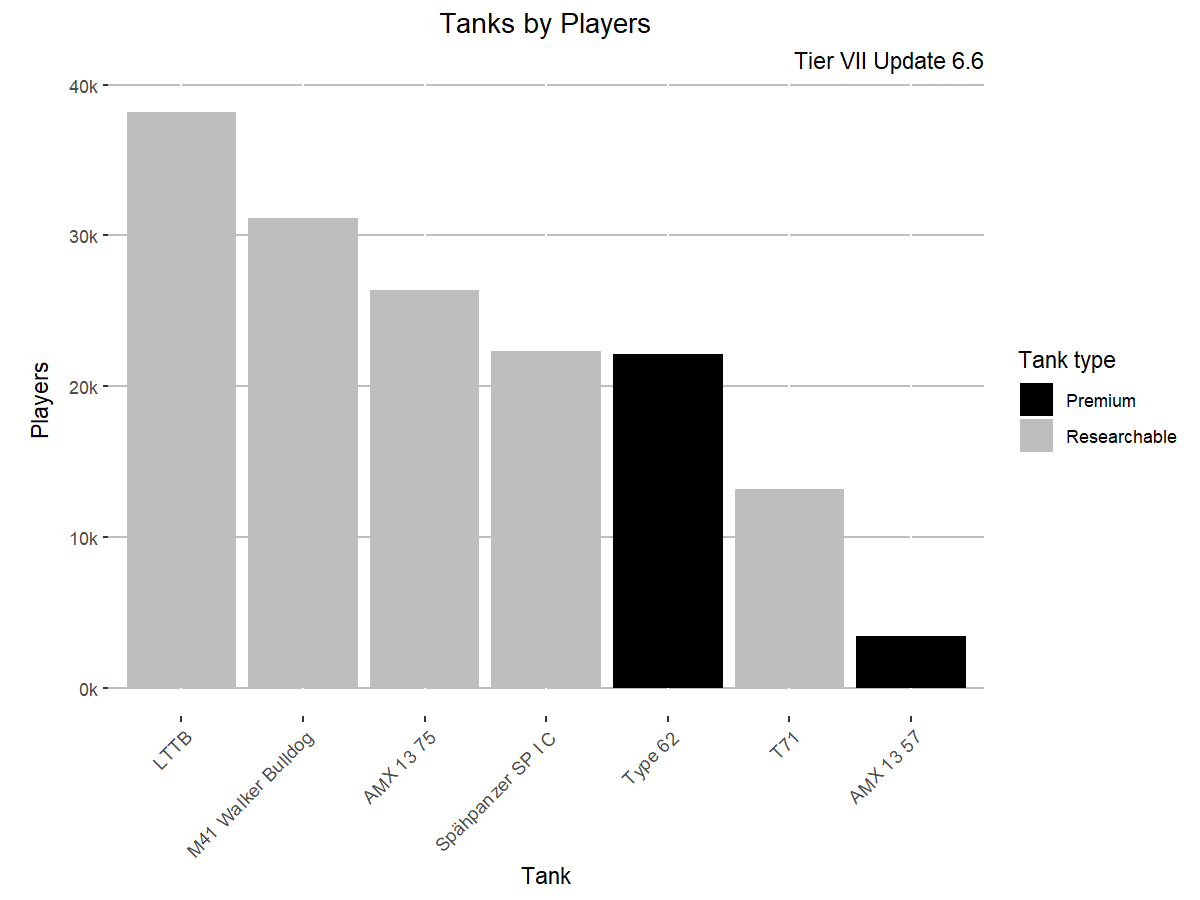 Tanks by Players
Tier VII Update 6.6
40k
30k
20k
10k
0k
Players
LTTB
M41 Walker Bulldog
AMX 13 75
Spähpanzer SP I C
Type 62
T71
AMX 13 57
Tank
Tank type
Premium
Researchable